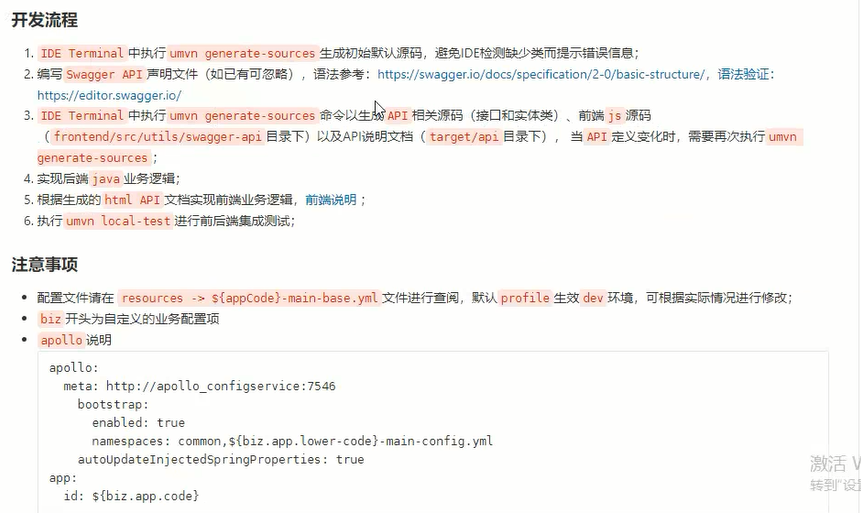 开发流程
1. IDE Terminal 中执行 umvn generate-sources 生成初始默认源码，避免IDE检测缺少类而提示错误信息；
2. 编写 Swagger API 声明文件（如已有可忽略），语法参考：https://swagger.io/docs/specification/2-0/basic-structure/，语法验证：
https://editor.swagger.io/
3. IDE Terminal 中执行 umvn generate-sources 命令以生成 API 相关源码（接口和实体类）、前端 js 源码
（ frontend/src/utils/swagger-api 目录下）以及API说明文档（ target/api 目录下）， 当 API 定义变化时，需要再次执行 umvn
generate-sources ；
4. 实现后端 java 业务逻辑；
5. 根据生成的 html API 文档实现前端业务逻辑，前端说明 ；
6. 执行 umvn local-test 进行前后端集成测试；
注意事项
• 配置文件请在 resources -> ${appCode}-main-base.yml 文件进行查阅，默认 profile 生效 dev 环境，可根据实际情况进行修改；
• biz 开头为自定义的业务配置项
• apollo 说明
apollo:
meta: http://apollo_configservice:7546
bootstrap:
enabled: true
namespaces: common,${biz.app.lower-code}-main-config.yml
autoUpdateInjectedSpringProperties: true
app:
id: ${biz.app.code}
激活 W
转到"设